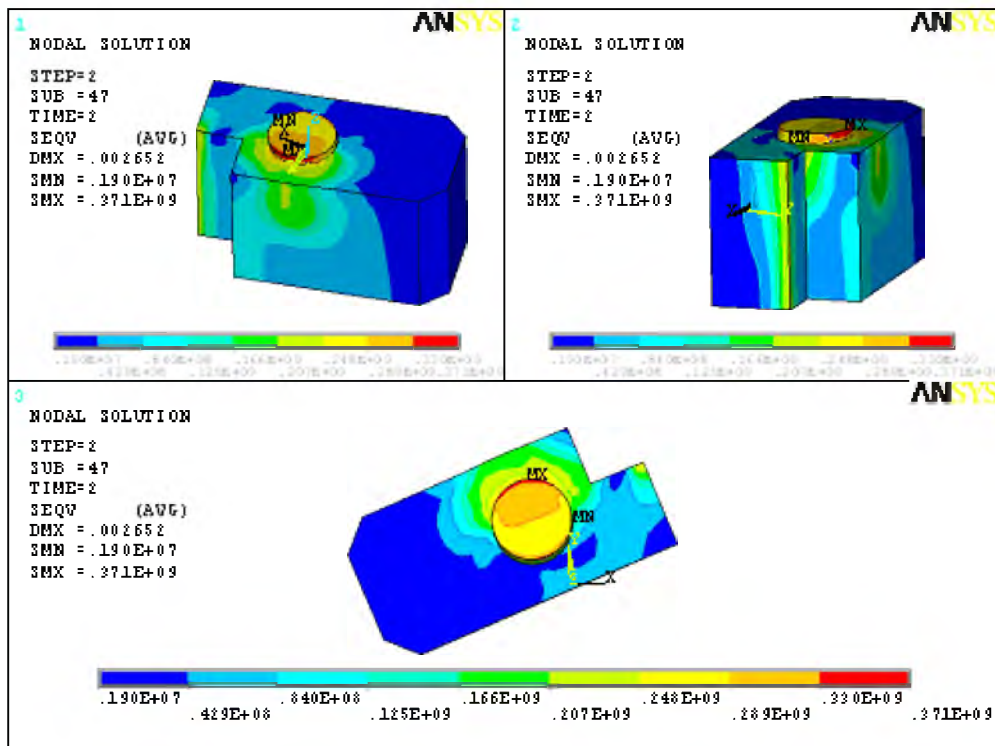 1
ANSYS
NODAL SOLUTION
STEP=2
SUB =47
TIME=2
SEQV (AVG)
DMX =.002652
SMN =.190E+07
SMX =.371E+09
MN
MX
Z
2
ANSYS
NODAL SOLUTION
STEP=2
SUB =47
TIME=2
SEQV (AVG)
DMX =.002652
SMN =.190E+07
SMX =.371E+09
MN
MX
3
ANSYS
NODAL SOLUTION
STEP=2
SUB =47
TIME=2
SEQV (AVG)
DMX =.002652
SMN =.190E+07
SMX =.371E+09
MX
MN
X
.190E+07 .840E+08 .166E+09 .248E+09 .330E+09
.429E+08 .125E+09 .207E+09 .289E+09 .371E+09